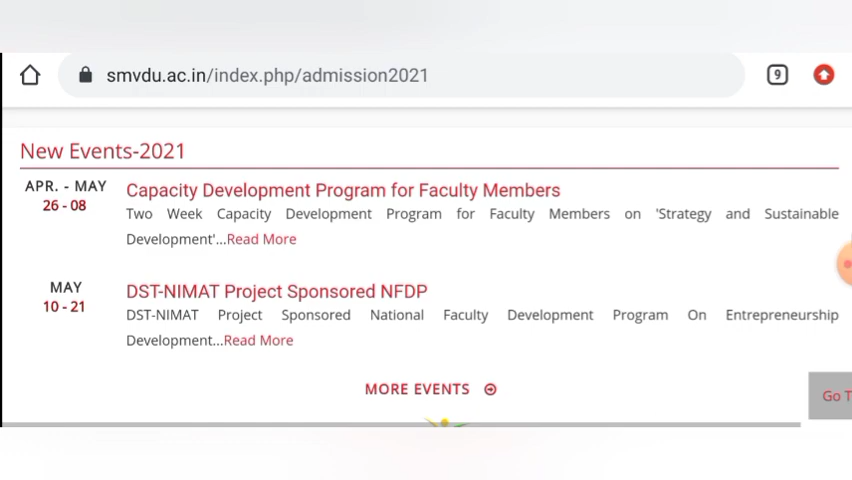 smvdu.ac.in/index.php/admission2021
9
New Events-2021
APR. - MAY
26 - 08
Capacity Development Program for Faculty Members
Two Week Capacity Development Program for Faculty Members on 'Strategy and Sustainable
Development'...Read More
MAY
10 - 21
DST-NIMAT Project Sponsored NFDP
DST-NIMAT Project Sponsored National Faculty Development Program On Entrepreneurship
Development...Read More
MORE EVENTS
Go T